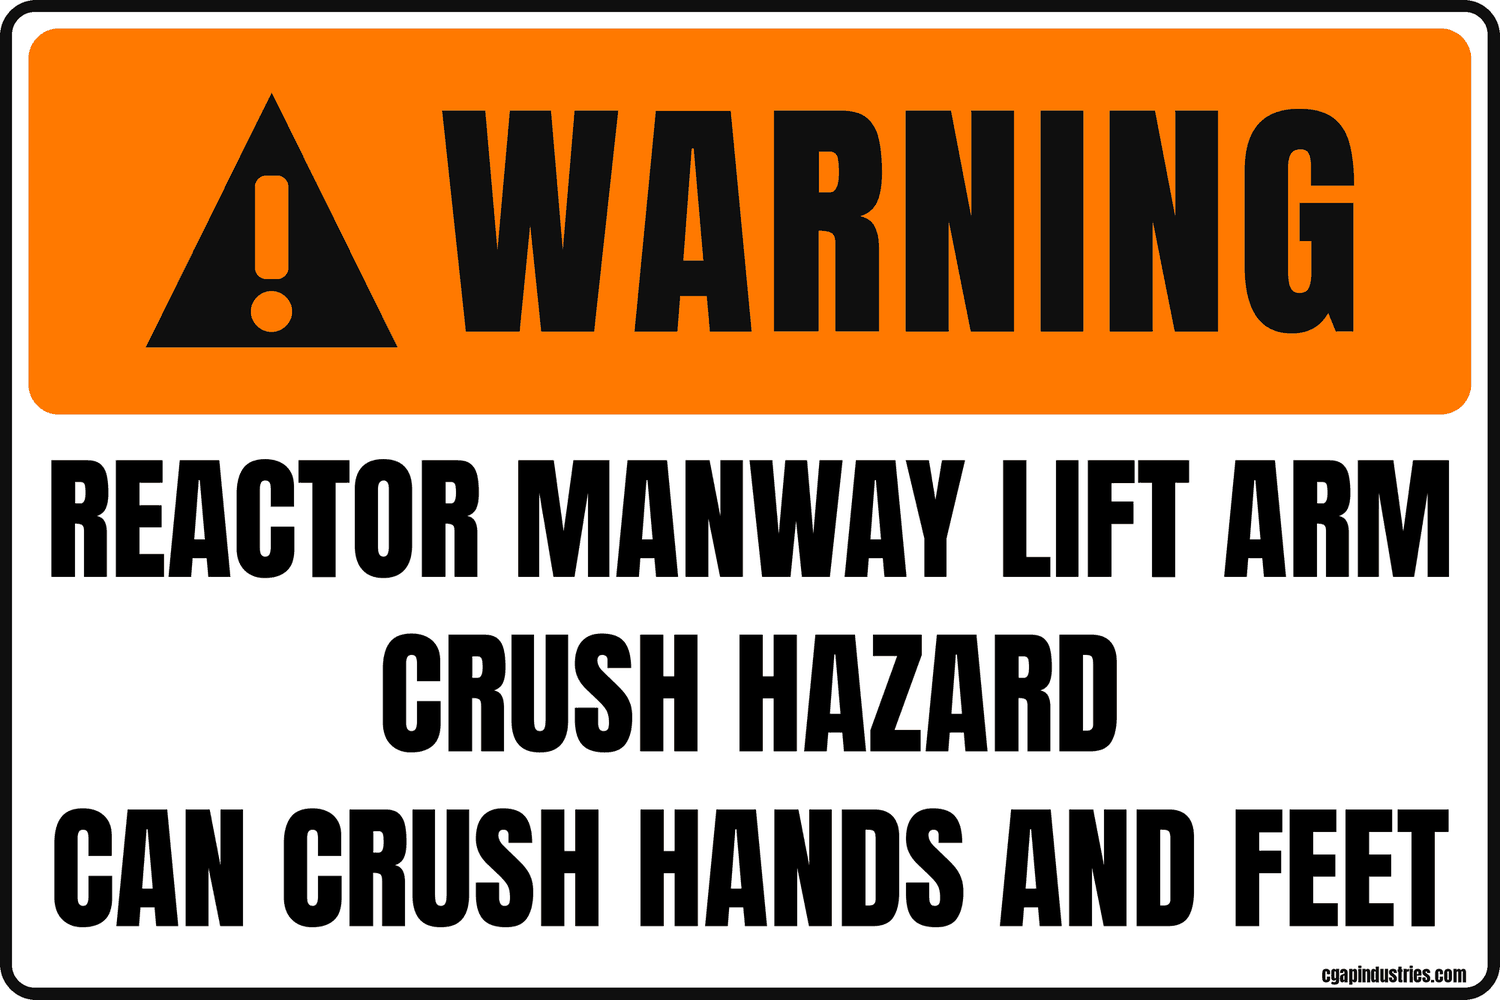 WARNING
REACTOR MANWAY LIFT ARM
CRUSH HAZARD
CAN CRUSH HANDS AND FEET
cgapindustries.com